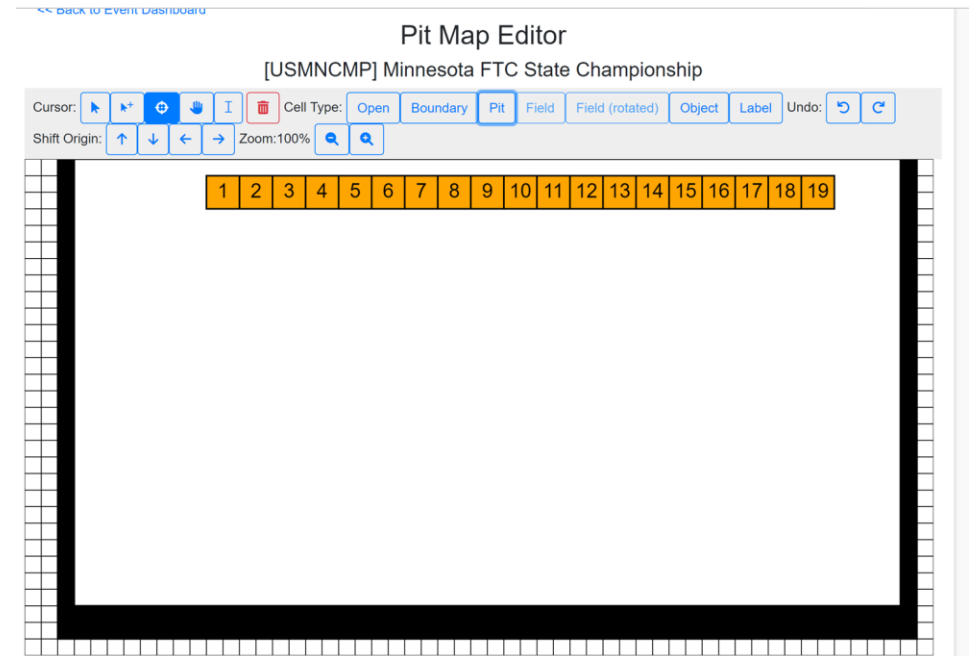 << Back to Event Dashboard
Pit Map Editor
[USMNCMP] Minnesota FTC State Championship
Cursor: Cell Type: Open Boundary Pit Field Field (rotated) Object Label Undo:
Shift Origin: Zoom:100%
1 2 3 4 5 6 7 8 9 10 11 12 13 14 15 16 17 18 19